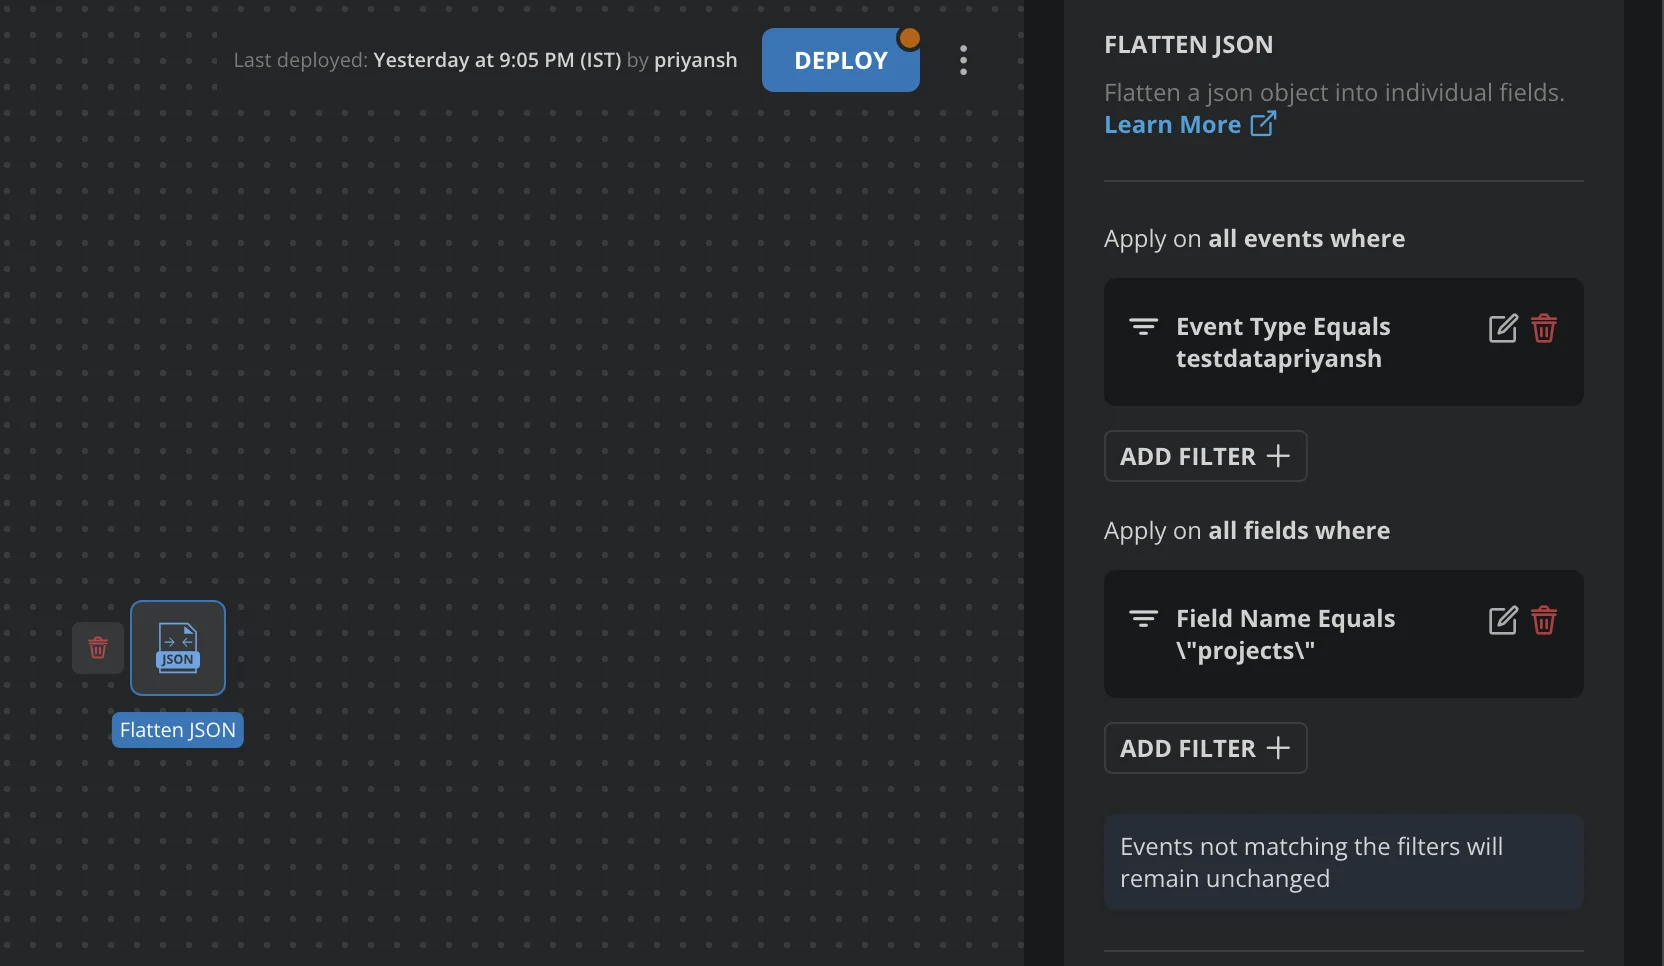 Last deployed: Yesterday at 9:05 PM (IST) by priyansh
DEPLOY
JSON
Flatten JSON
FLATTEN JSON
Flatten a json object into individual fields.
Learn More
Apply on all events where
Event Type Equals
testdatapriyansh
ADD FILTER
Apply on all fields where
Field Name Equals
\"projects\"
ADD FILTER
Events not matching the filters will
remain unchanged